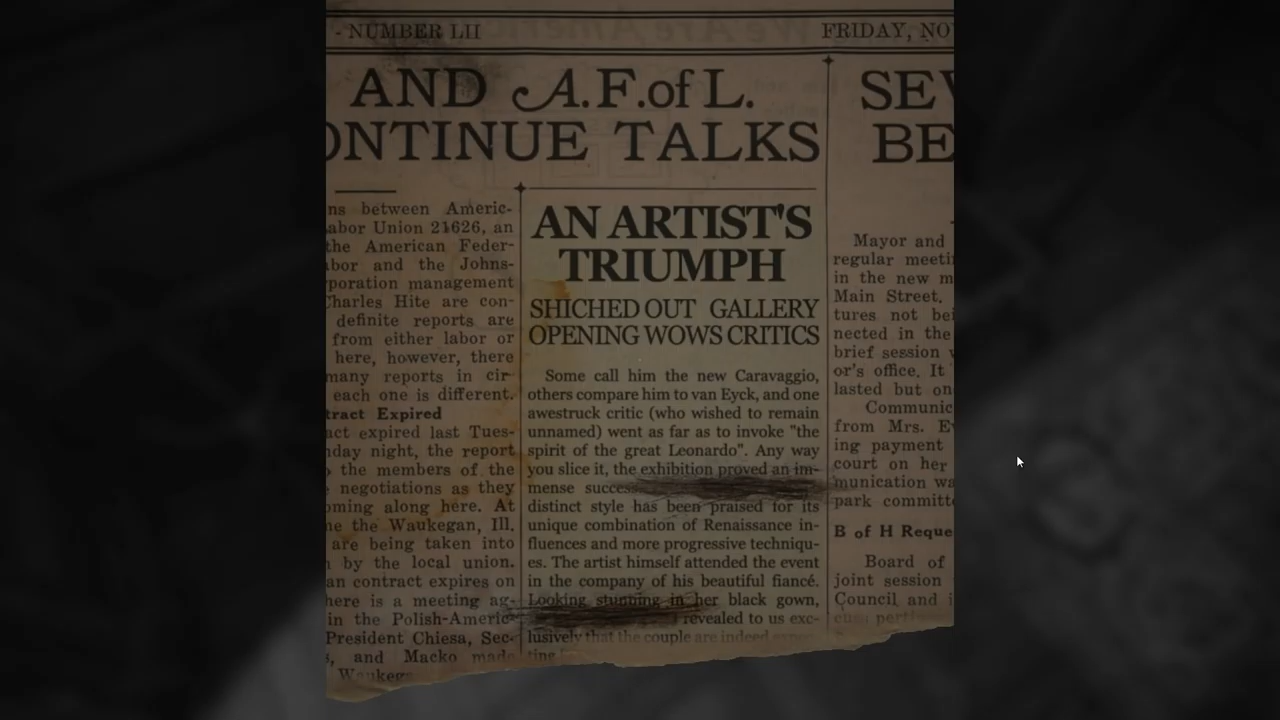 - NUMBER LII
FRIDAY, NO
AND A.F.of L.
ONTINUE TALKS
SEV
BE
ns between Americ-
abor Union 21626, an
the American Feder-
bor and the Johns-
poration management
Charles Hite are con-
definite reports are
from either labor or
here, however, there
many reports in cir-
each one is different.
tract Expired
act expired last Tues-
day night, the report
the members of the
negotiations as they
oming along here. At
e the Waukegan, Ill.
are being taken into
by the local union.
an contract expires on
here is a meeting ag-
in the Polish-Americ-
President Chiesa, Sec-
s, and Macko made
Waukeg
AN ARTIST'S
TRIUMPH
SHICHED OUT GALLERY
OPENING WOWS CRITICS
Some call him the new Caravaggio,
others compare him to van Eyck, and one
awestruck critic (who wished to remain
unnamed) went as far as to invoke "the
spirit of the great Leonardo". Any way
you slice it, the exhibition proved an im-
mense success
distinct style has been praised for its
unique combination of Renaissance in-
fluences and more progressive techniqu-
es. The artist himself attended the event
in the company of his beautiful fiancé.
Looking stunning in her black gown,
revealed to us exc-
lusively that the couple are indeed expec-
ting
Mayor and
regular meeti
in the new m
Main Street.
tures not bei
nected in the
brief session w
or's office. It
lasted but on
Communic
from Mrs. Ev
ing payment
court on her
munication wa
park committe
B of H Reque
Board of
joint session
Council and i